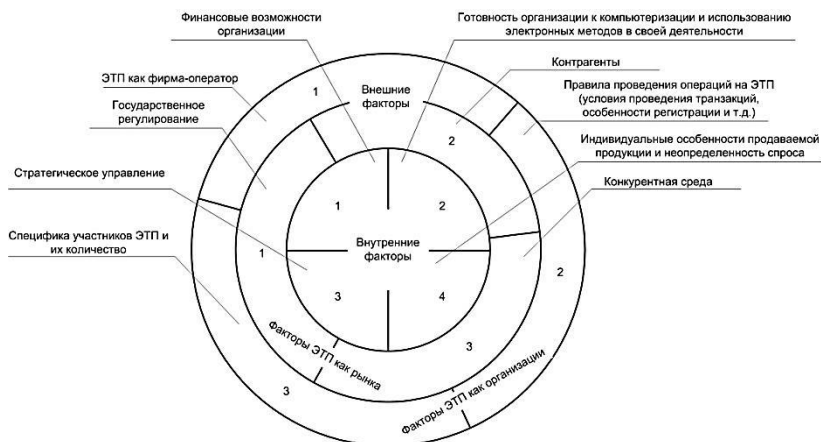 Финансовые возможности
организации
Готовность организации к компьютеризации и использованию
электронных методов в своей деятельности
ЭТП как фирма-оператор
Государственное
регулирование
Стратегическое управление
Специфика участников ЭТП и
их количество
Контрагенты
Правила проведения операций на ЭТП
(условия проведения транзакций,
особенности регистрации и т.д.)
Индивидуальные особенности продаваемой
продукции и неопределенность спроса
Конкурентная среда
1
Внешние
факторы
2
1
2
1
Внутренние
факторы
2
3
4
3
Факторы ЭТП как рынка
3
Факторы ЭТП как организации